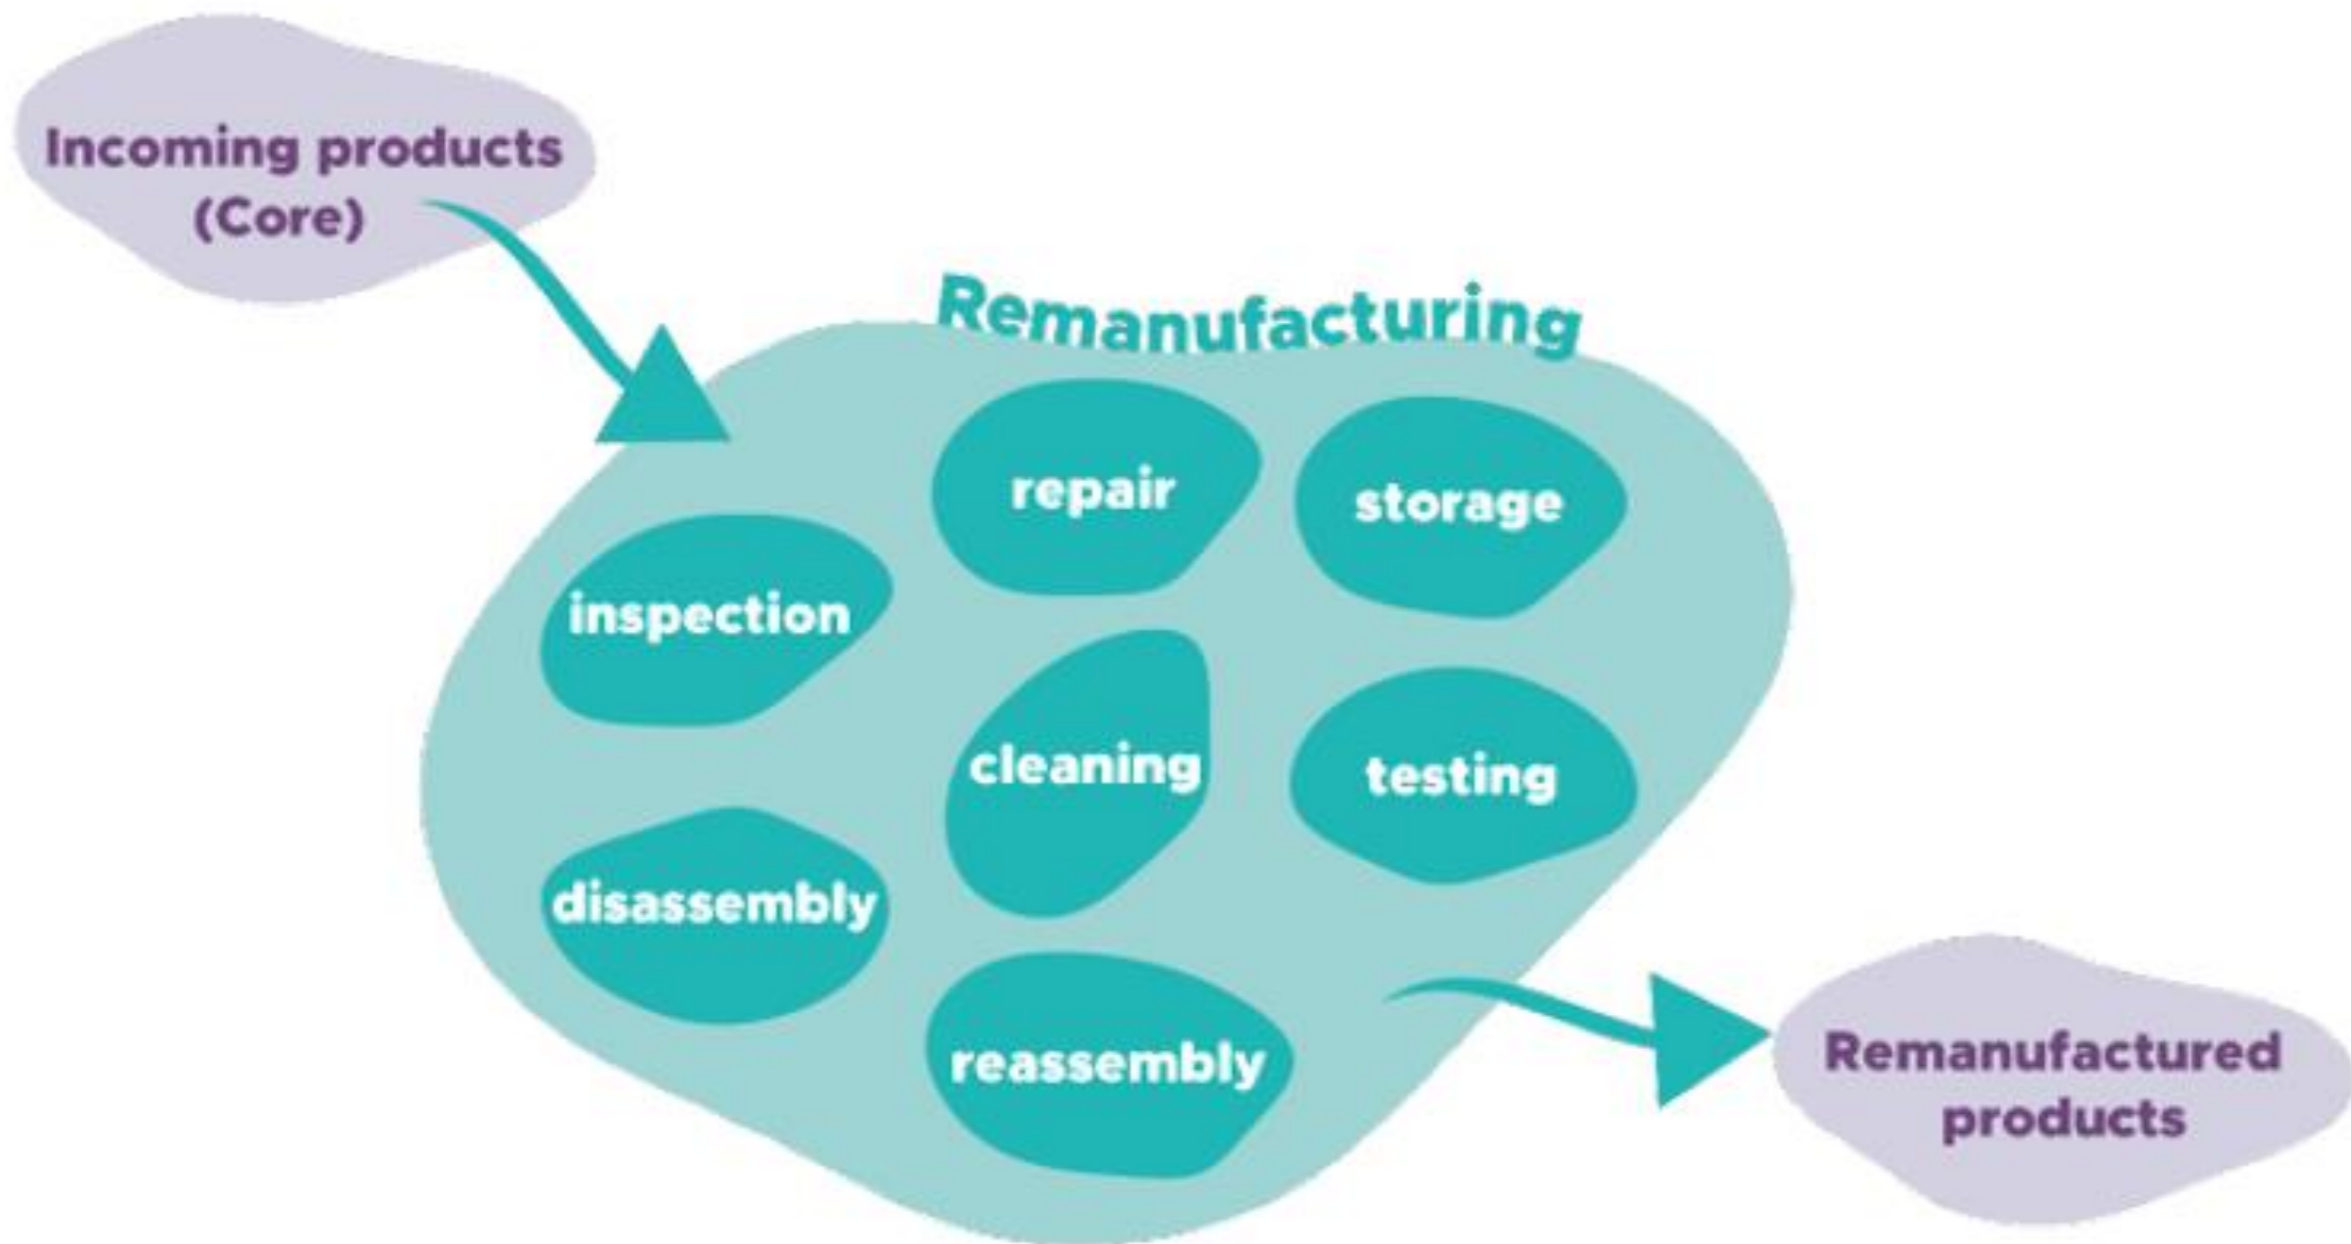 Incoming products
(Core)
Remanufacturing
repair
storage
inspection
cleaning
testing
disassembly
reassembly
Remanufactured
products